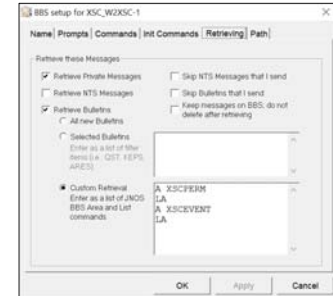 BBS setup for XSC_W2XSC-1
Name Prompts Commands Init Commands Retrieving Path
Retrieve these Messages
Retrieve Private Messages
Skip NTS Messages that I send
Retrieve NTS Messages
Skip Bulletins that I send
Retrieve Bulletins
Keep messages on BBS: do not
delete after retrieving
All new Bulletins
Selected Bulletins
Enter as a list of filter
items (i.e. QST, KEPS,
ARES)
Custom Retrieval
Enter as a list of JNOS
BBS Area and List
commands
A XSCPERM
LA
A XSCEVENT
LA
OK Apply Cancel